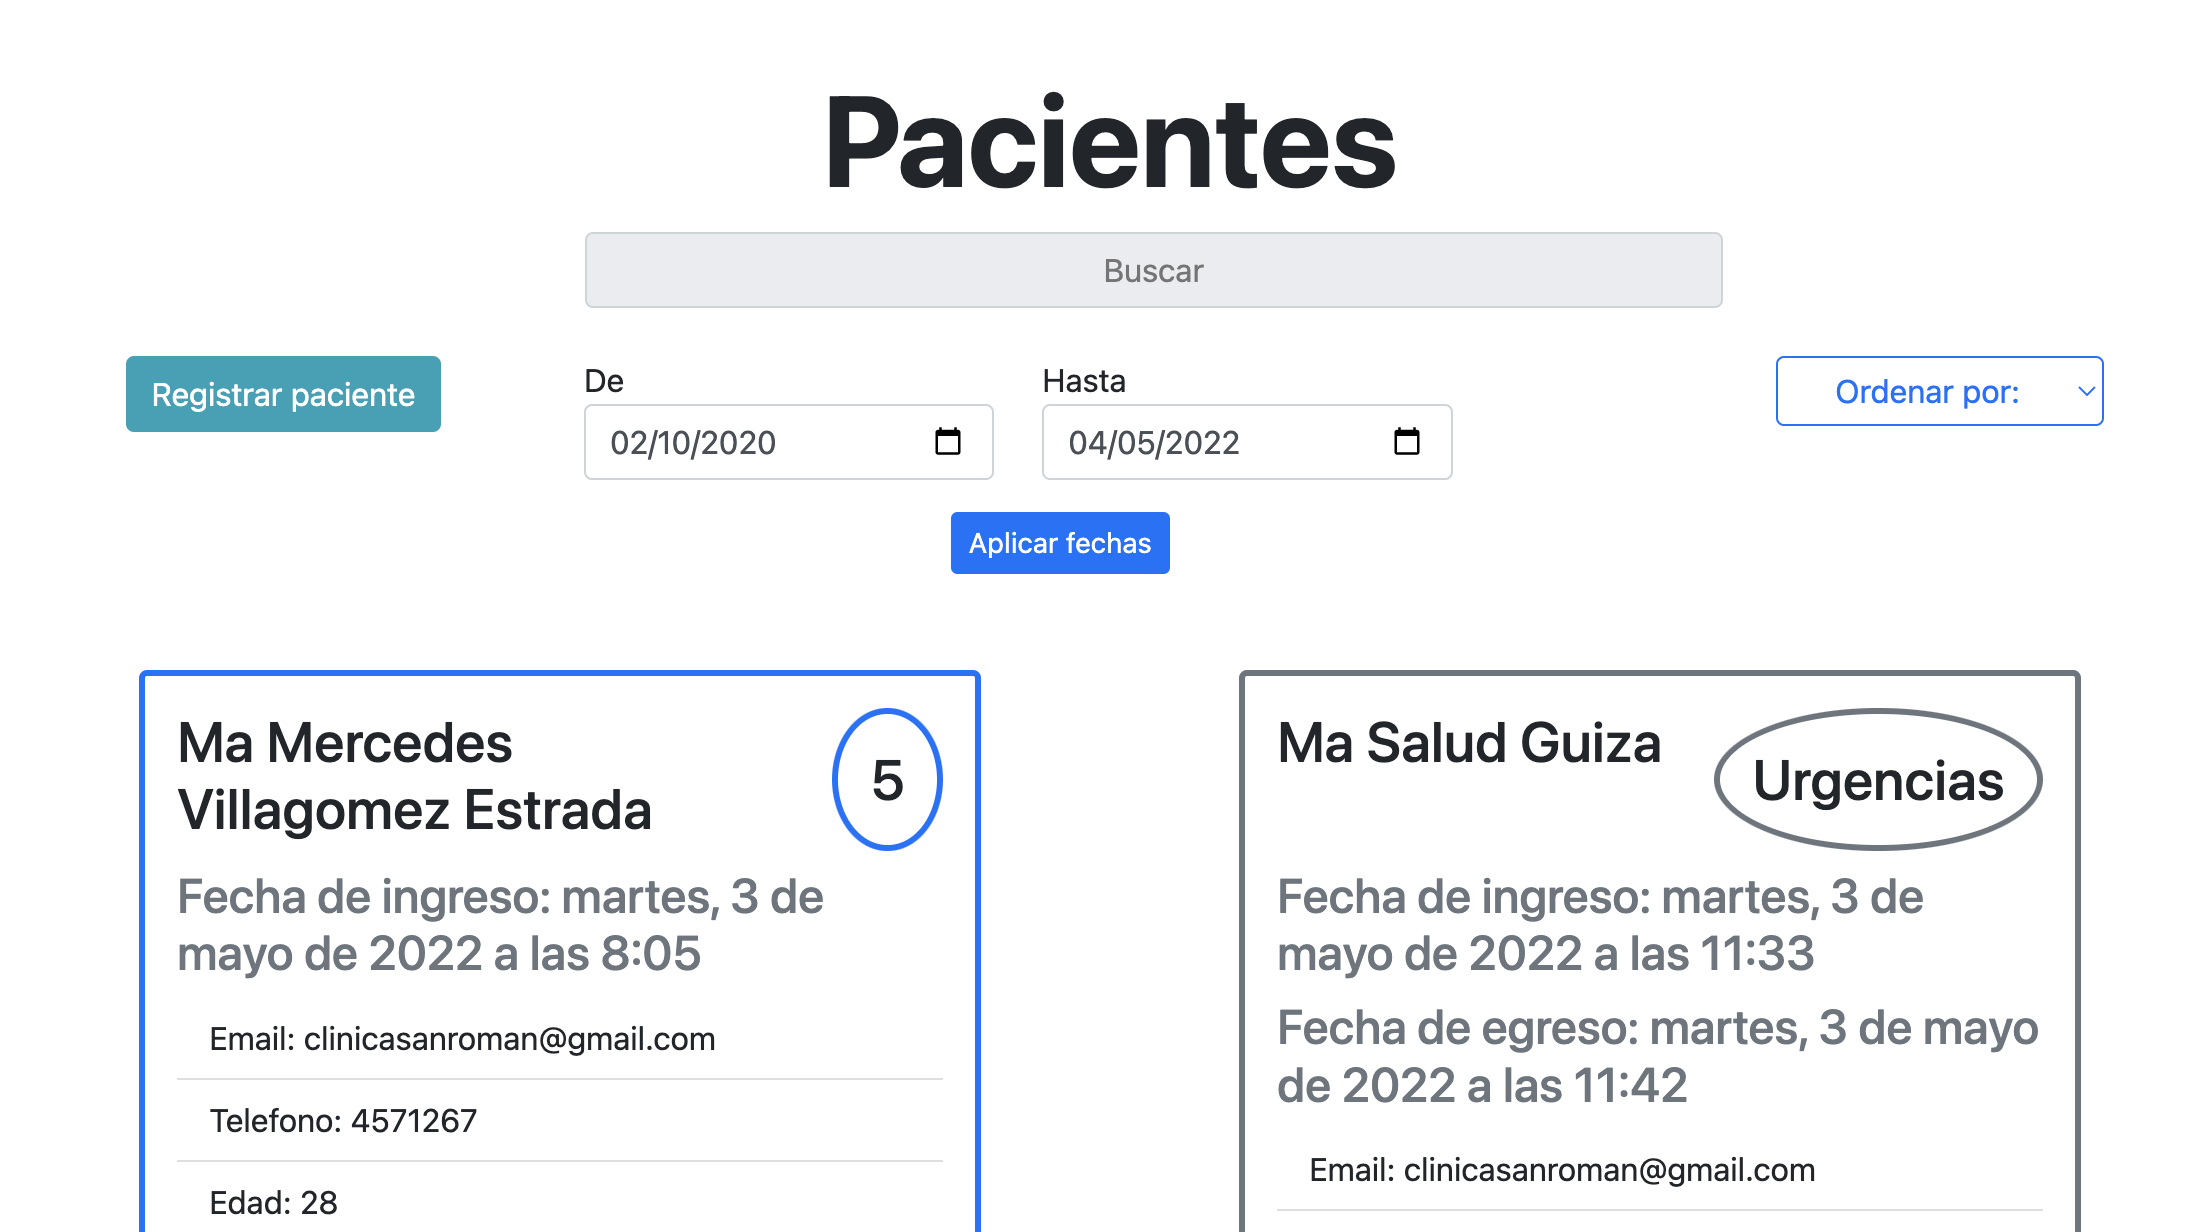 Pacientes
Buscar
Registrar paciente
De
Hasta
Ordenar por:
02/10/2020
04/05/2022
Aplicar fechas
Ma Mercedes
Villagomez Estrada
5
Fecha de ingreso: martes, 3 de
mayo de 2022 a las 8:05
Email: clinicasanroman@gmail.com
Telefono: 4571267
Edad: 28
Ma Salud Guiza
Urgencias
Fecha de ingreso: martes, 3 de
mayo de 2022 a las 11:33
Fecha de egreso: martes, 3 de mayo
de 2022 a las 11:42
Email: clinicasanroman@gmail.com